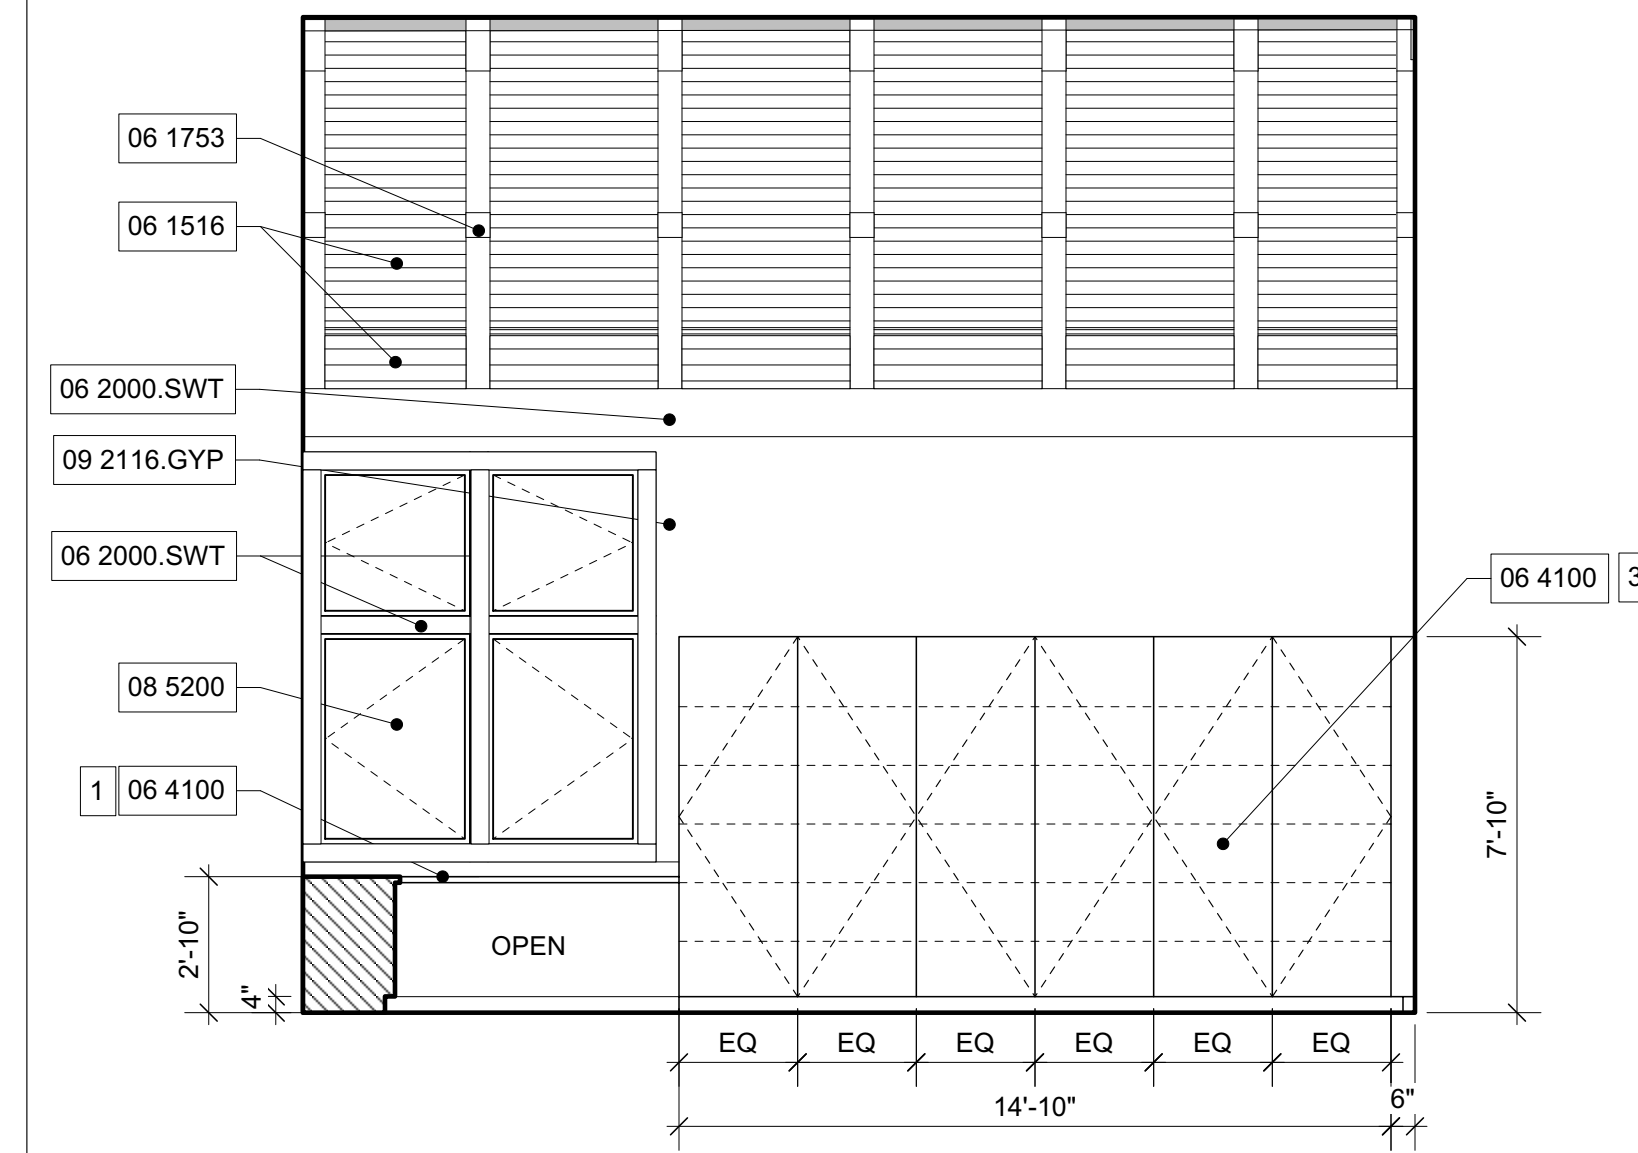 06 1753
06 1516
06 2000.SWT
09 2116.GYP
06 2000.SWT
06 4100 3
08 5200
1 06 4100
7'-10"
2'-10"
4"
OPEN
EQ EQ EQ EQ EQ EQ
14'-10" 6"